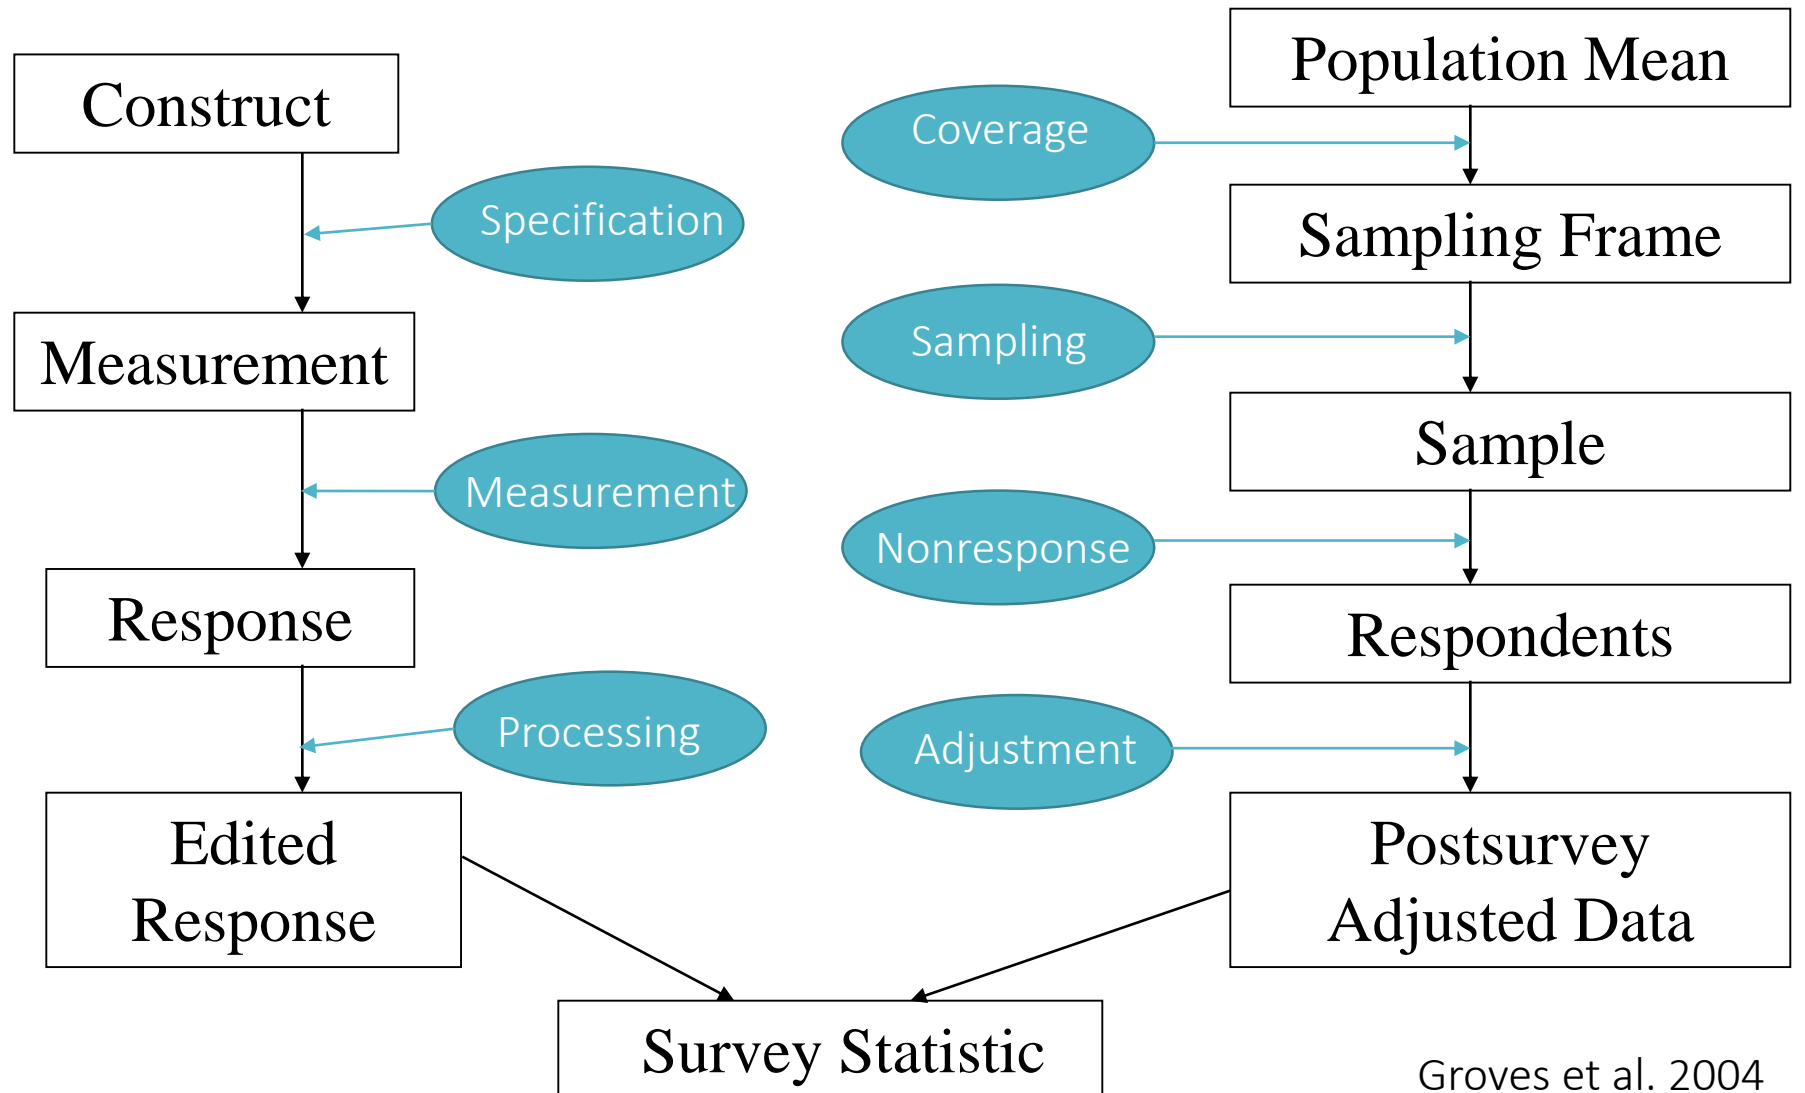 Construct
Specification
Measurement
Measurement
Response
Processing
Edited
Response
Population Mean
Coverage
Sampling Frame
Sampling
Sample
Nonresponse
Respondents
Adjustment
Postsurvey
Adjusted Data
Survey Statistic
Groves et al. 2004